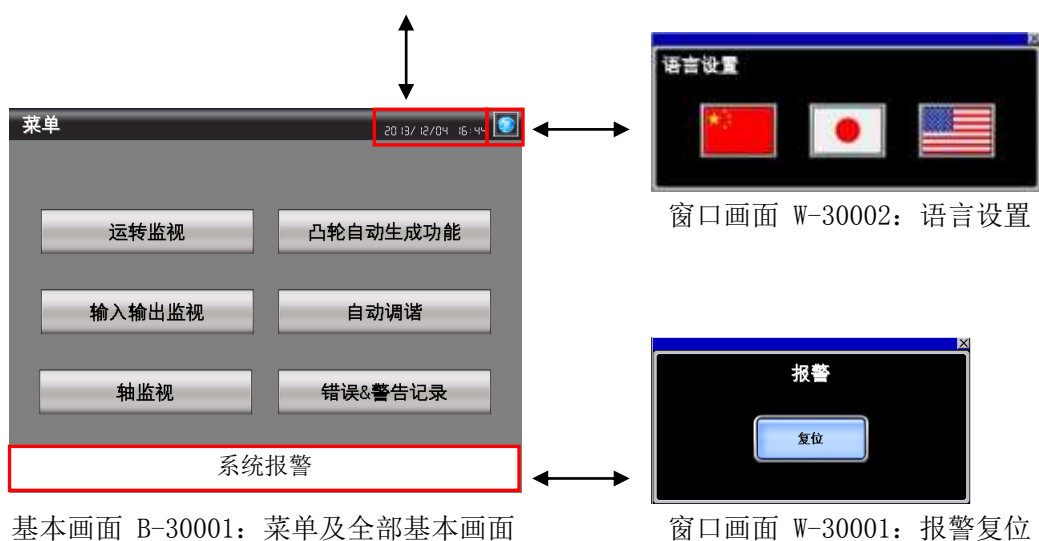 菜单
2013/12/04 16:44
运转监视
凸轮自动生成功能
输入输出监视
自动调谐
轴监视
错误&警告记录
系统报警
基本画面 B-30001：菜单及全部基本画面
语言设置
窗口画面 W-30002：语言设置
报警
复位
窗口画面 W-30001：报警复位